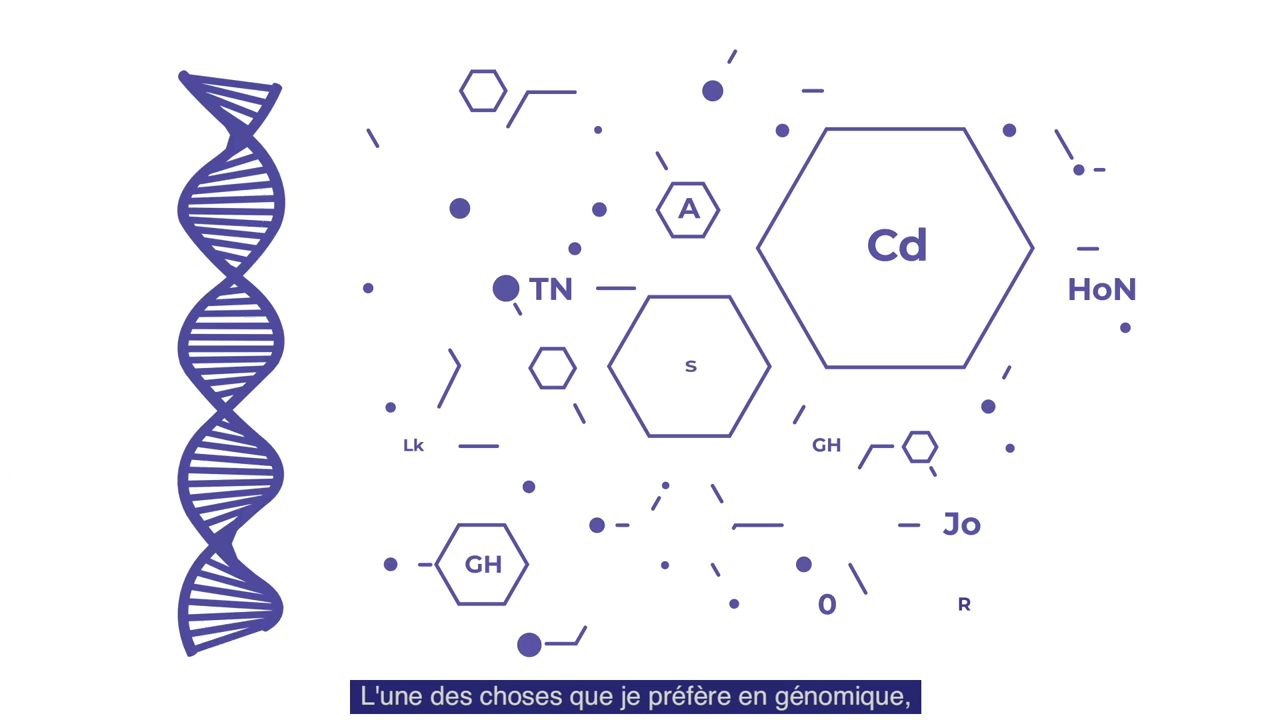 A
Cd
TN
HoN
s
Lk
GH
Jo
GH
0
R
L'une des choses que je préfère en génomique,